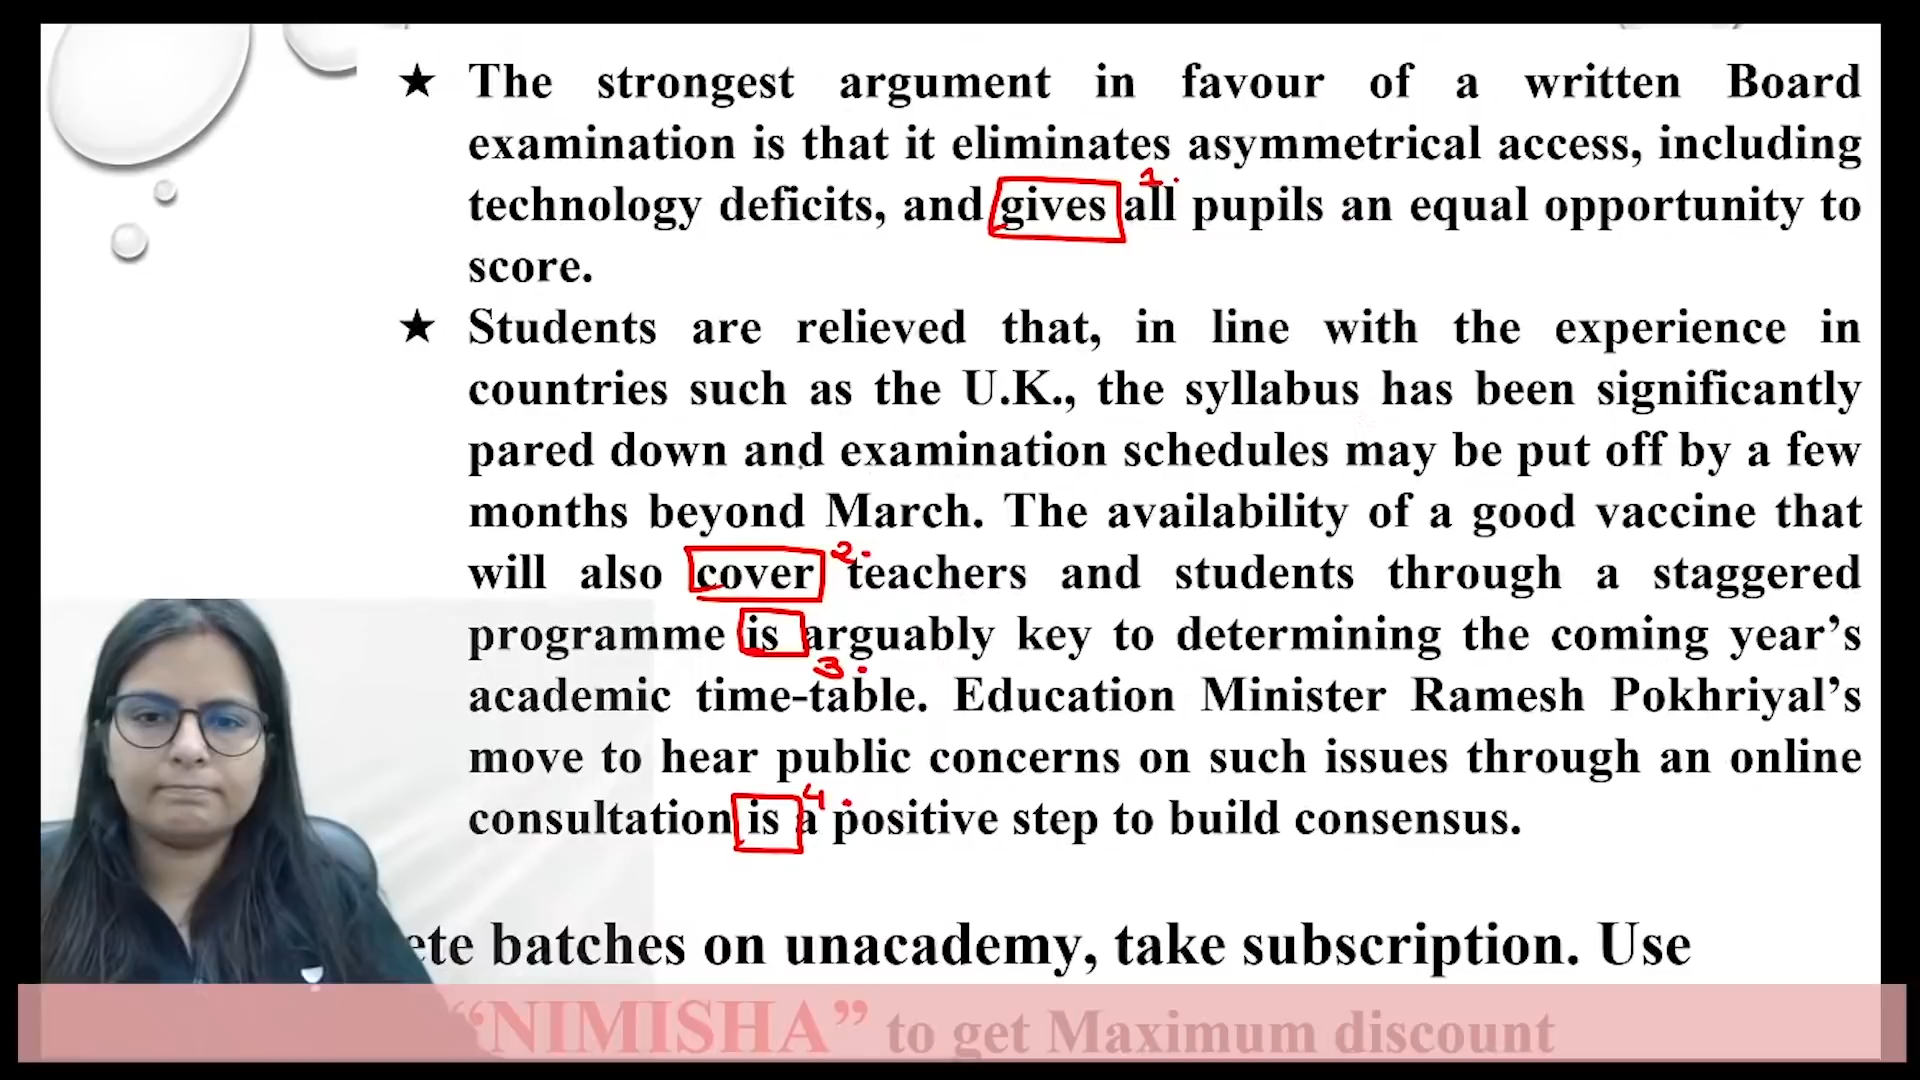 ★ The strongest argument in favour of a written Board
examination is that it eliminates asymmetrical access, including
technology deficits, and gives all pupils an equal opportunity to
1.
score.
★ Students are relieved that, in line with the experience in
countries such as the U.K., the syllabus has been significantly
pared down and examination schedules may be put off by a few
months beyond March. The availability of a good vaccine that
2.
will also cover teachers and students through a staggered
programme is arguably key to determining the coming year’s
3.
academic time-table. Education Minister Ramesh Pokhriyal’s
move to hear public concerns on such issues through an online
4.
consultation is a positive step to build consensus.
ete batches on unacademy, take subscription. Use
“NIMISHA” to get Maximum discount